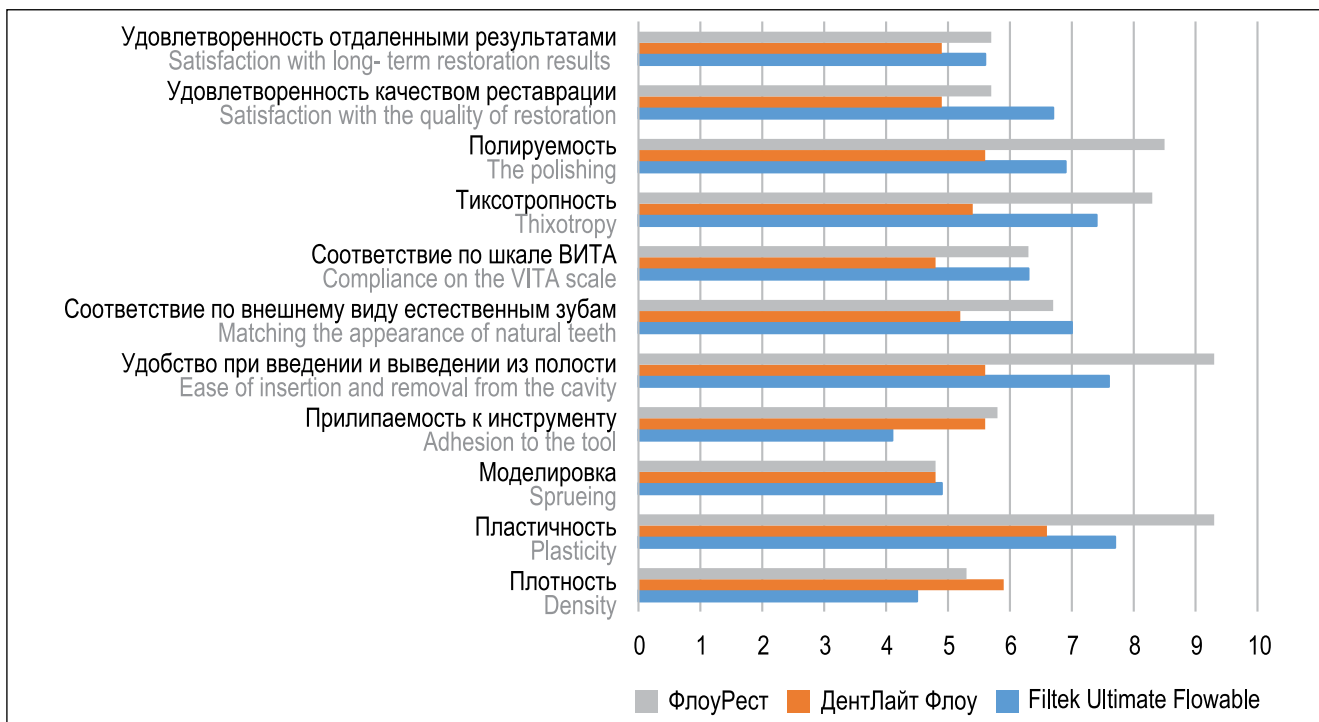 Удовлетворенность отдаленными результатами
Satisfaction with long- term restoration results
Удовлетворенность качеством реставрации
Satisfaction with the quality of restoration
Полируемость
The polishing
Тиксотропность
Thixotropy
Соответствие по шкале ВИТА
Compliance on the VITA scale
Соответствие по внешнему виду естественным зубам
Matching the appearance of natural teeth
Удобство при введении и выведении из полости
Ease of insertion and removal from the cavity
Прилипаемость к инструменту
Adhesion to the tool
Моделировка
Sprueing
Пластичность
Plasticity
Плотность
Density
0 1 2 3 4 5 6 7 8 9 10
ФлоуРест ДентЛайт Флоу Filtek Ultimate Flowable